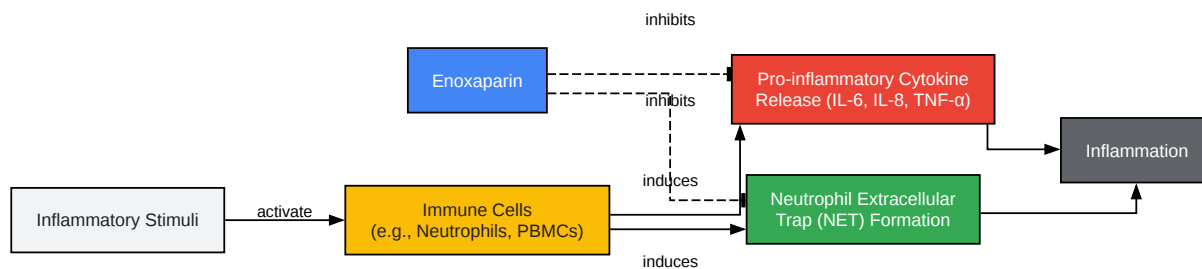 inhibits
Enoxaparin
Pro-inflammatory Cytokine
Release (IL-6, IL-8, TNF-α)
inhibits
Inflammation
induces
Inflammatory Stimuli
activate
Immune Cells
(e.g., Neutrophils, PBMCs)
Neutrophil Extracellular
Trap (NET) Formation
induces